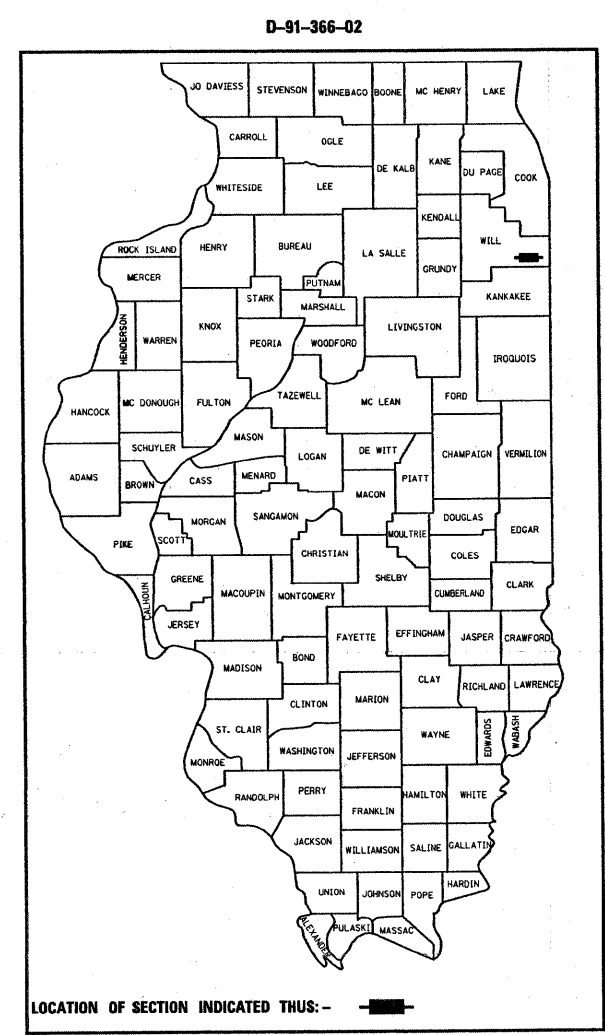 D-91-366-02
JO DAVIESS
STEVENSON
WINNEBAGO
BOONE
MC HENRY
LAKE
CARROLL
OGLE
DE KALB
KANE
DU PAGE
COOK
WHITESIDE
LEE
KENDALL
ROCK ISLAND
HENRY
BUREAU
LA SALLE
WILL
GRUNDY
MERCER
PUTNAM
STARK
MARSHALL
KANKAKEE
HENDERSON
WARREN
KNOX
PEORIA
WOODFORD
LIVINGSTON
IROQUOIS
HANCOCK
MC DONOUGH
FULTON
TAZEWELL
MC LEAN
FORD
SCHUYLER
MASON
LOGAN
DE WITT
CHAMPAIGN
VERMILION
ADAMS
BROWN
CASS
MENARD
MACON
PIATT
PIKE
SCOTT
MORGAN
SANGAMON
CHRISTIAN
MOULTRIE
DOUGLAS
EDGAR
COLES
SHELBY
CALHOUN
GREENE
MACOUPIN
MONTGOMERY
CUMBERLAND
CLARK
JERSEY
FAYETTE
EFFINGHAM
JASPER
CRAWFORD
MADISON
BOND
CLAY
RICHLAND
LAWRENCE
CLINTON
MARION
ST. CLAIR
WAYNE
EDWARDS
WABASH
WASHINGTON
JEFFERSON
MONROE
RANDOLPH
PERRY
HAMILTON
WHITE
FRANKLIN
JACKSON
WILLIAMSON
SALINE
GALLATIN
UNION
JOHNSON
POPE
HARDIN
ALEXANDER
PULASKI
MASSAC
LOCATION OF SECTION INDICATED THUS: -